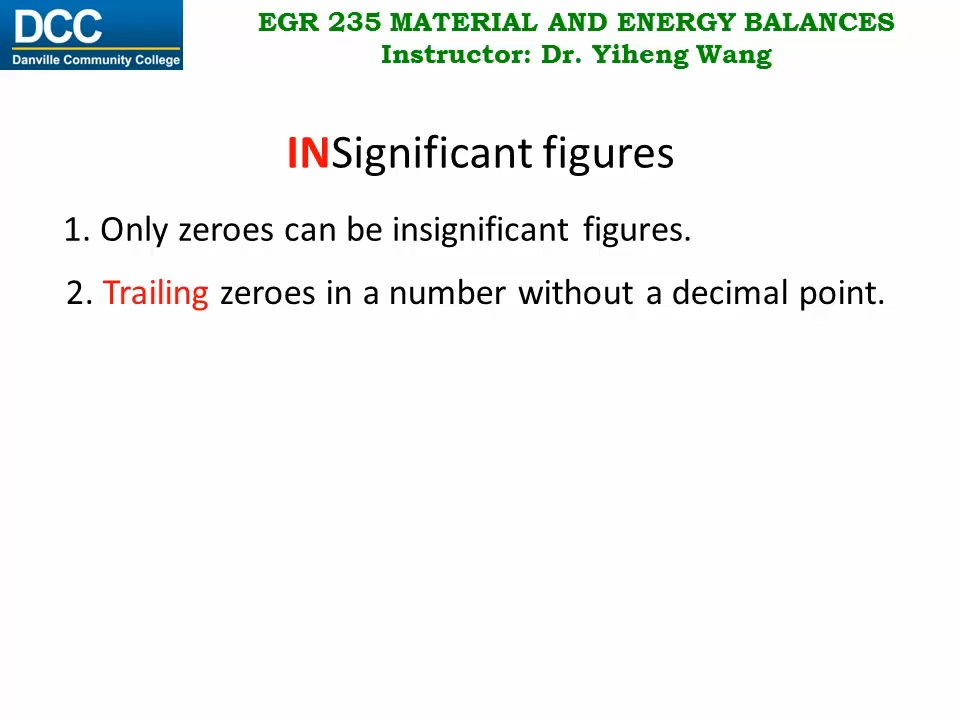 DCC
Danville Community College
EGR 235 MATERIAL AND ENERGY BALANCES
Instructor: Dr. Yiheng Wang
INSignificant figures
1. Only zeroes can be insignificant figures.
2. Trailing zeroes in a number without a decimal point.